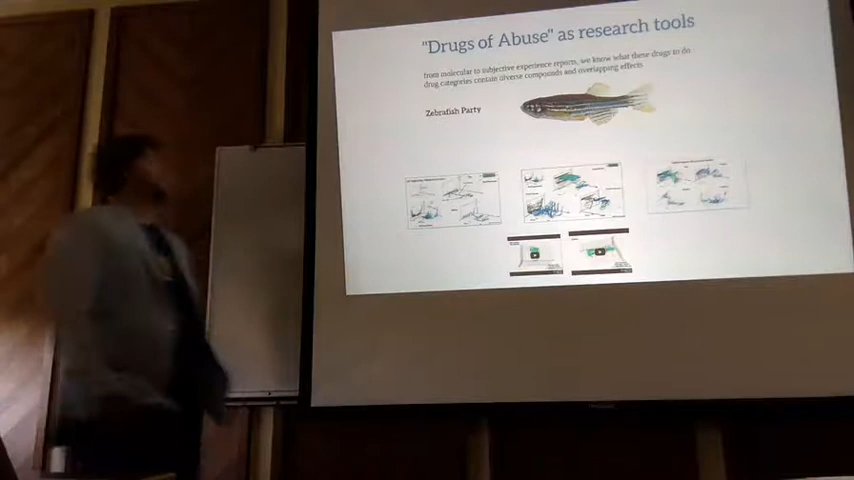 "Drugs of Abuse" as research tools
from molecular to subjective experience reports, we know what these drugs to do
drug categories contain diverse compounds and overlapping effects
Zebrafish Party